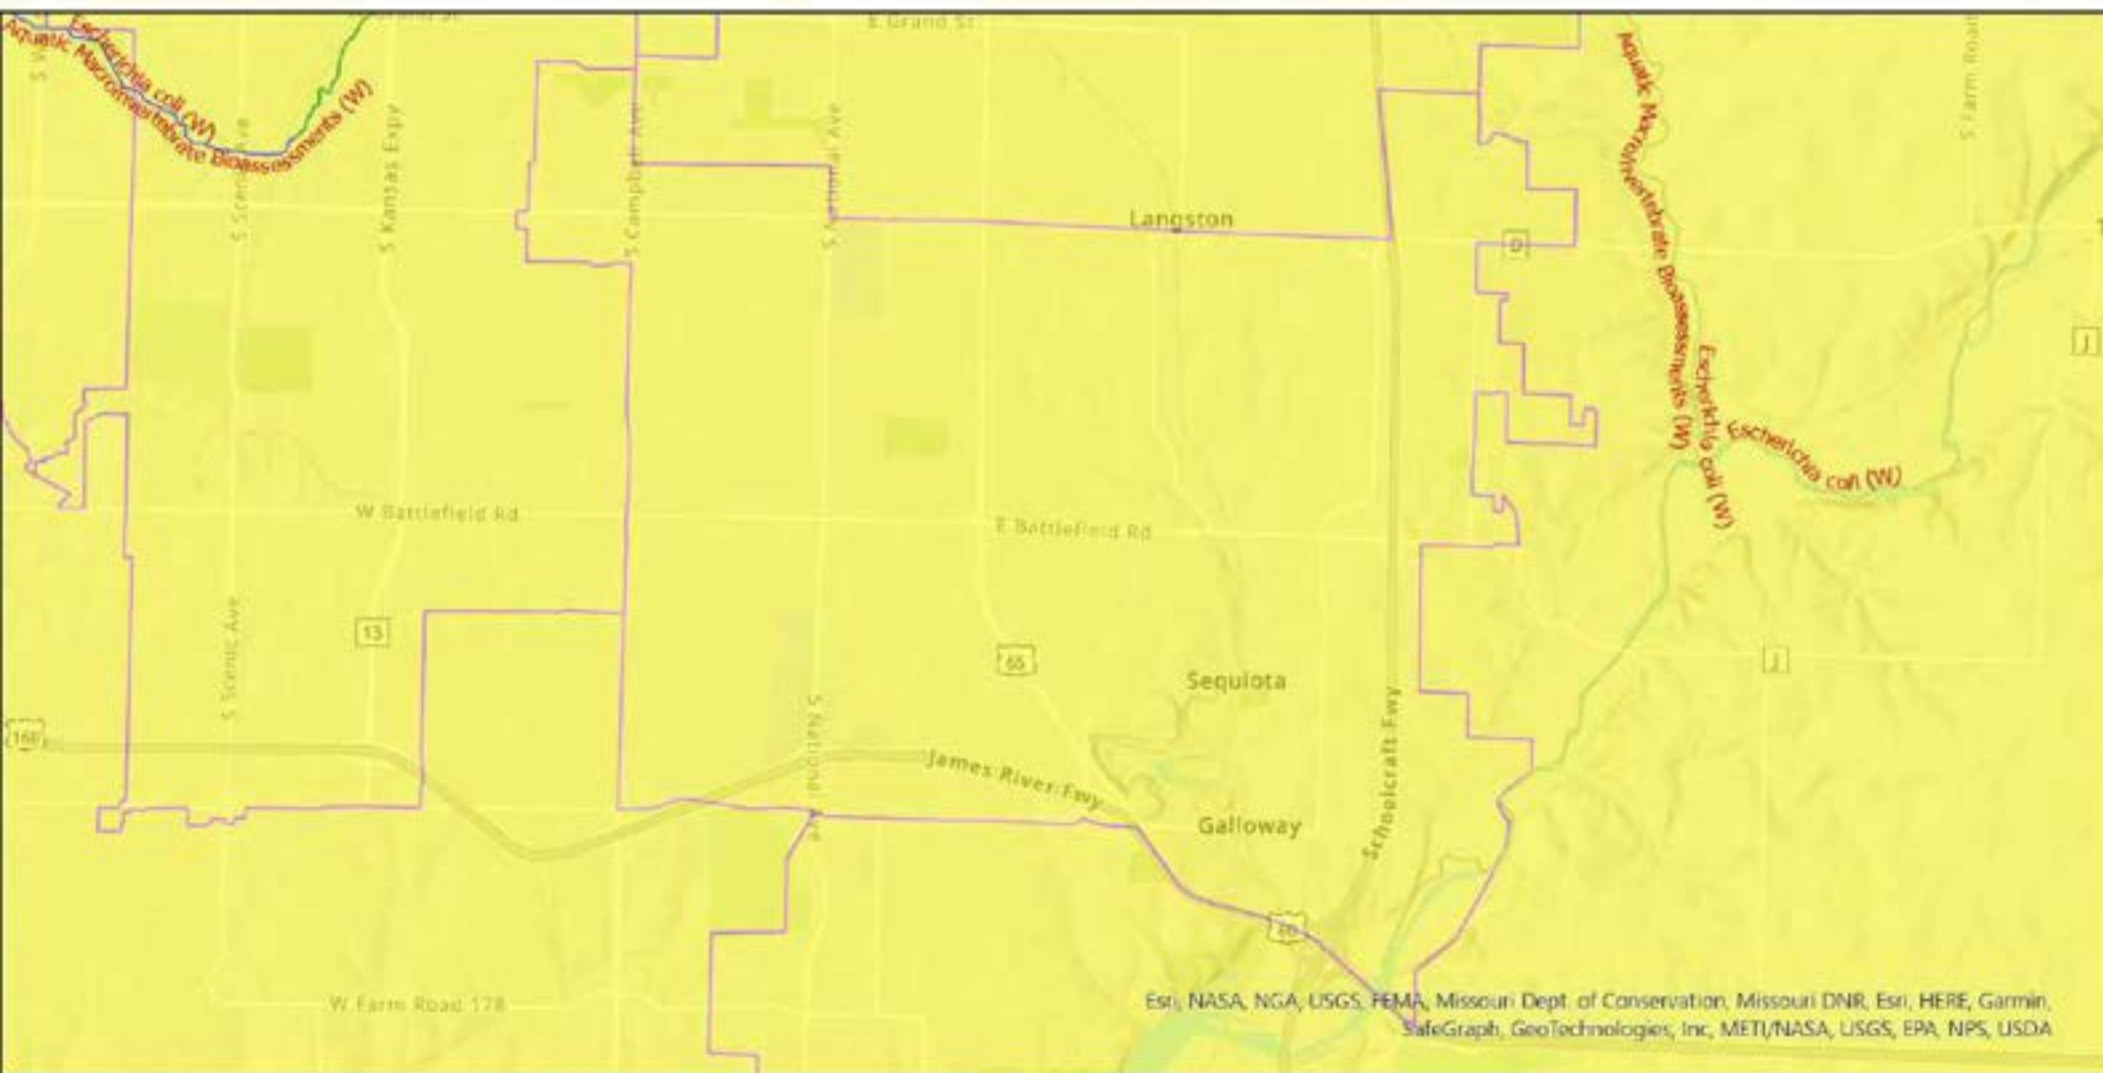 E Grand St
Escherichia coli (W)
Aquatic Macroinvertebrate Bioassessments (W)
S Scenic Ave
S Kansas Expy
S Campbell Ave
S National Ave
Langston
D
Aquatic Macroinvertebrate Bioassessments (W)
S Farm Road
J
Escherichia coli (W)
Escherichia coli (W)
W Battlefield Rd
E Battlefield Rd
13
S Scenic Ave
65
Sequiota
J
160
S National Ave
James River Fwy
Schoolcraft Fwy
Galloway
60
W Farm Road 178
Esri, NASA, NGA, USGS, FEMA, Missouri Dept. of Conservation, Missouri DNR, Esri, HERE, Garmin,
SafeGraph, GeoTechnologies, Inc, METI/NASA, USGS, EPA, NPS, USDA